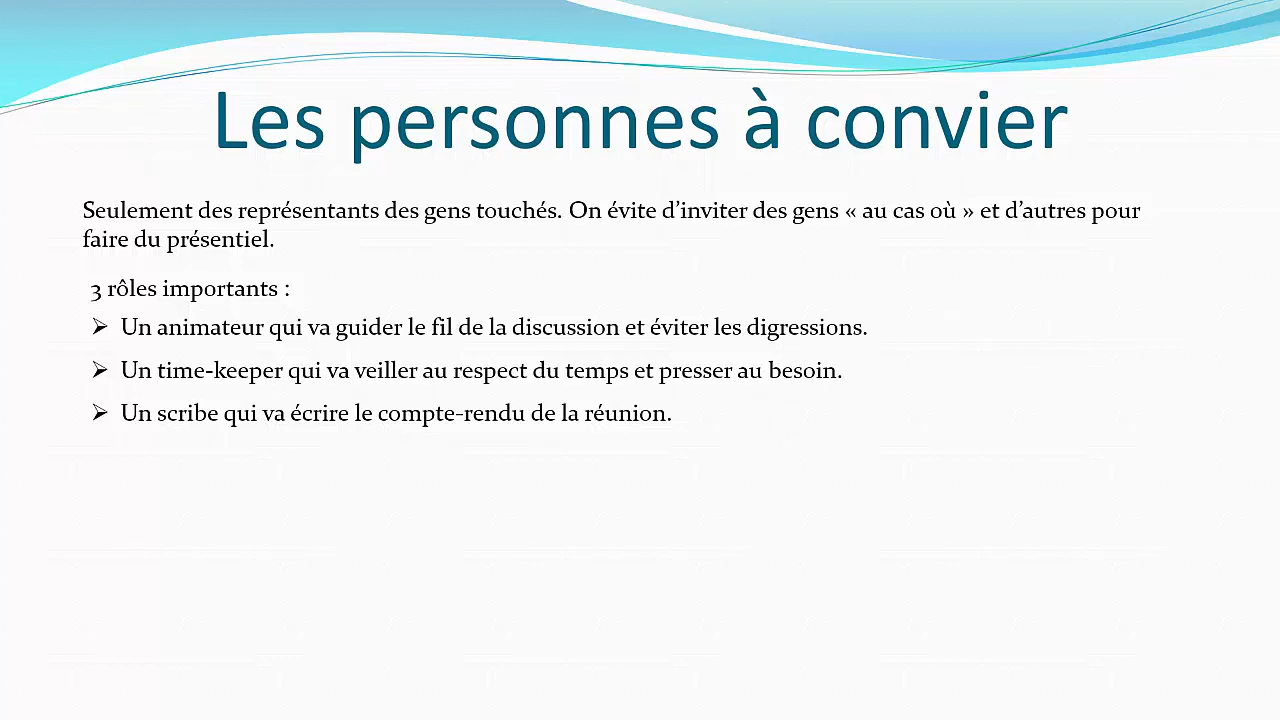 Les personnes à convier
Seulement des représentants des gens touchés. On évite d’inviter des gens « au cas où » et d’autres pour
faire du présentiel.
3 rôles importants :
➢ Un animateur qui va guider le fil de la discussion et éviter les digressions.
➢ Un time-keeper qui va veiller au respect du temps et presser au besoin.
➢ Un scribe qui va écrire le compte-rendu de la réunion.